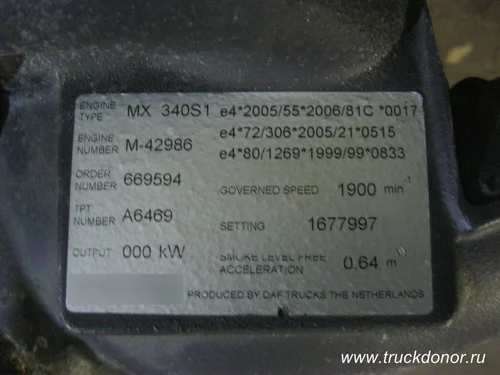 ENGINE TYPE MX 340S1 e4*2005/55*2006/81C *0017
e4*72/306*2005/21*0515
ENGINE NUMBER M-42986
e4*80/1269*1999/99*0833
ORDER NUMBER 669594
GOVERNED SPEED 1900 min⁻¹
TPT NUMBER A6469
SETTING 1677997
OUTPUT 000 kW
SMOKE LEVEL FREE ACCELERATION 0.64 m⁻¹
PRODUCED BY DAF TRUCKS THE NETHERLANDS
www.truckdonor.ru